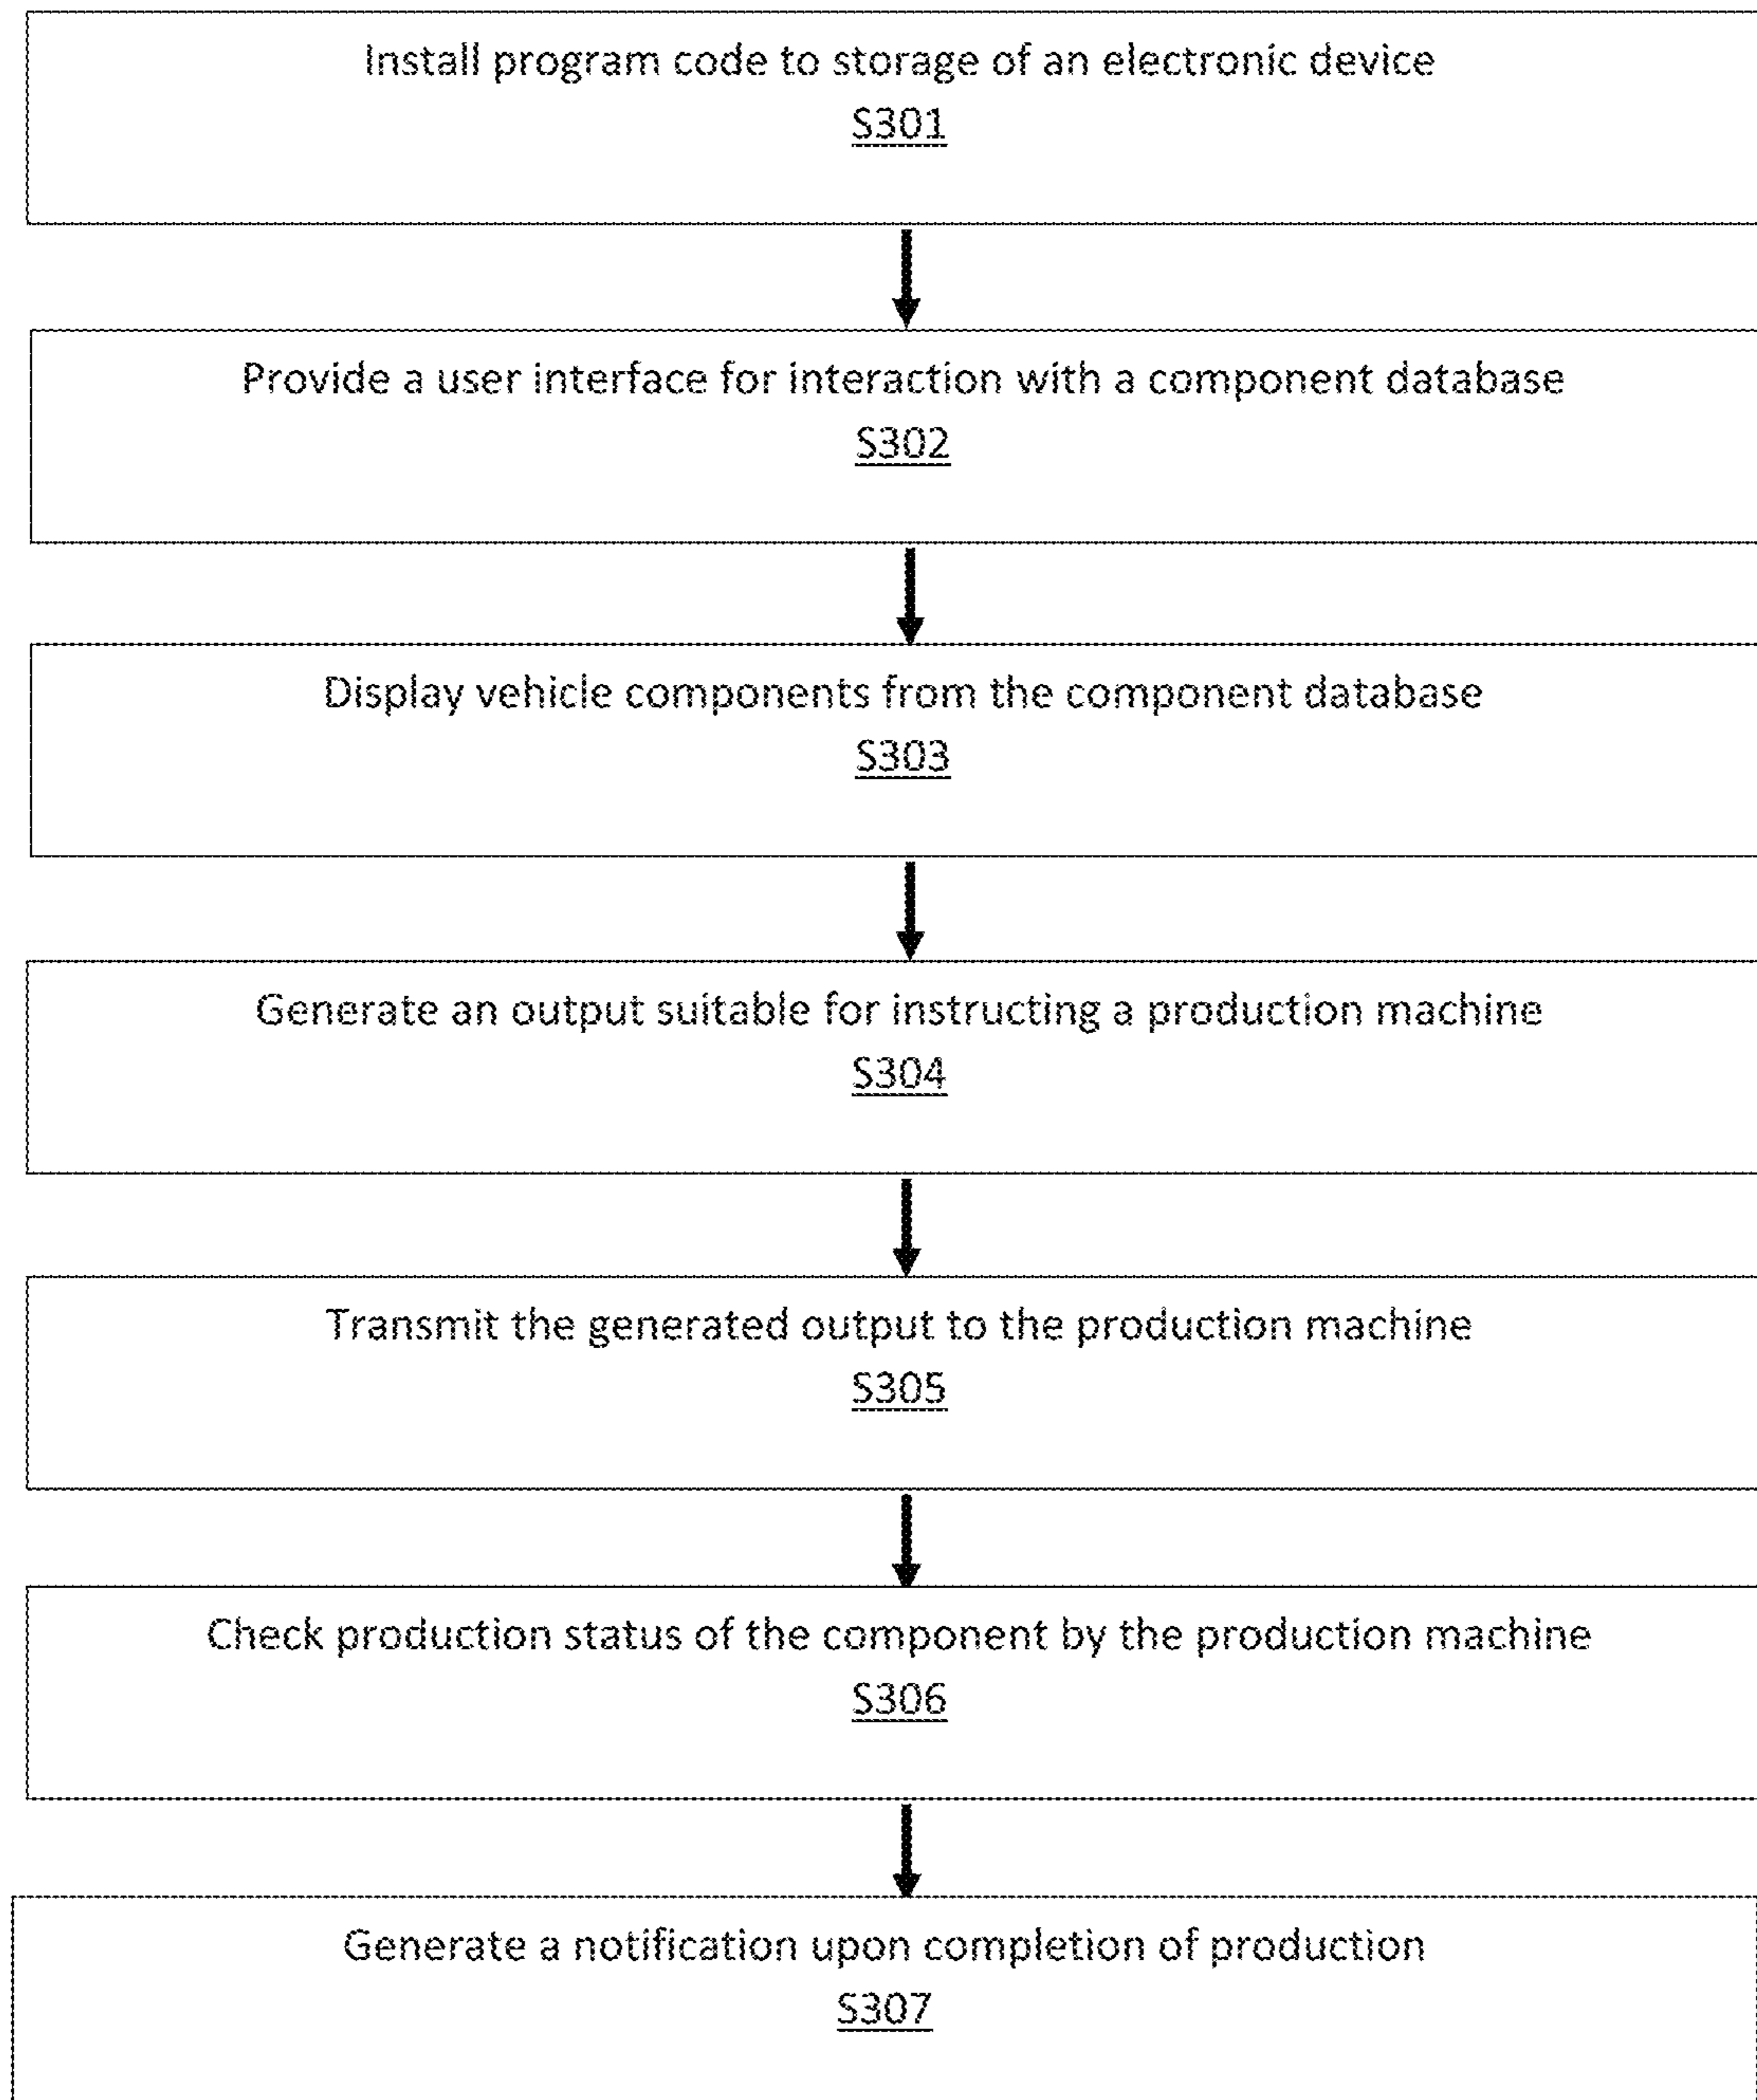 Install program code to storage of an electronic device
S301
Provide a user interface for interaction with a component database
S302
Display vehicle components from the component database
S303
Generate an output suitable for instructing a production machine
S304
Transmit the generated output to the production machine
S305
Check production status of the component by the production machine
S306
Generate a notification upon completion of production
S307